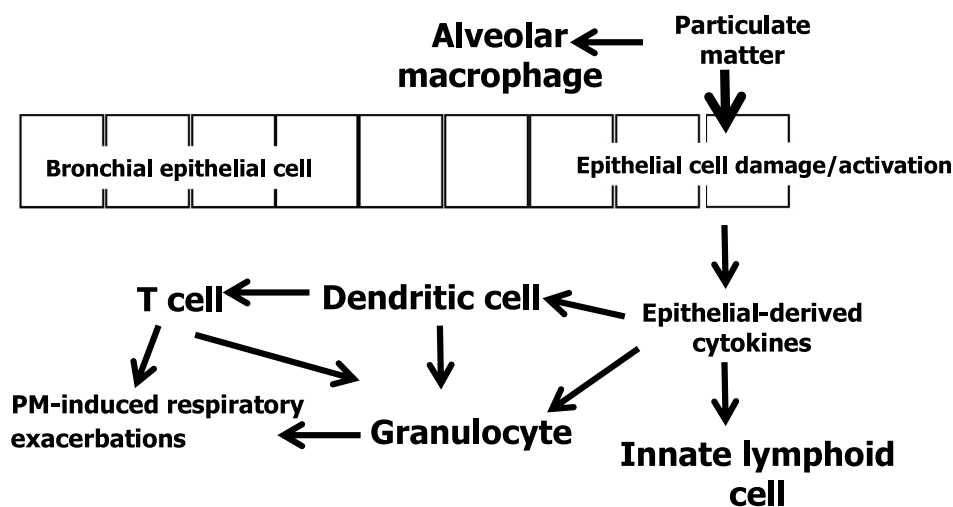 Alveolar
macrophage
Particulate
matter
Bronchial epithelial cell
Epithelial cell damage/activation
T cell
Dendritic cell
Epithelial-derived
cytokines
PM-induced respiratory
exacerbations
Granulocyte
Innate lymphoid
cell